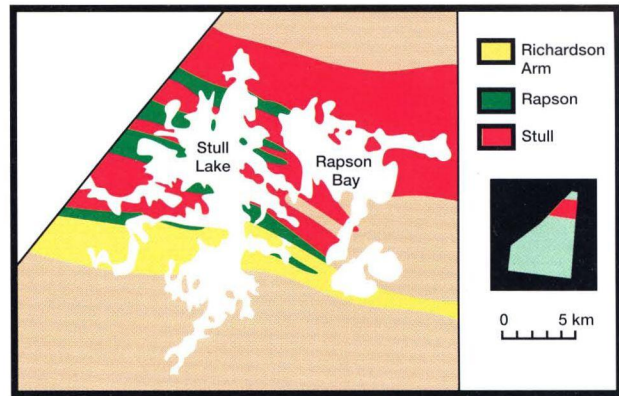 Stull
Lake
Rapson
Bay
Richardson
Arm
Rapson
Stull
0 5 km